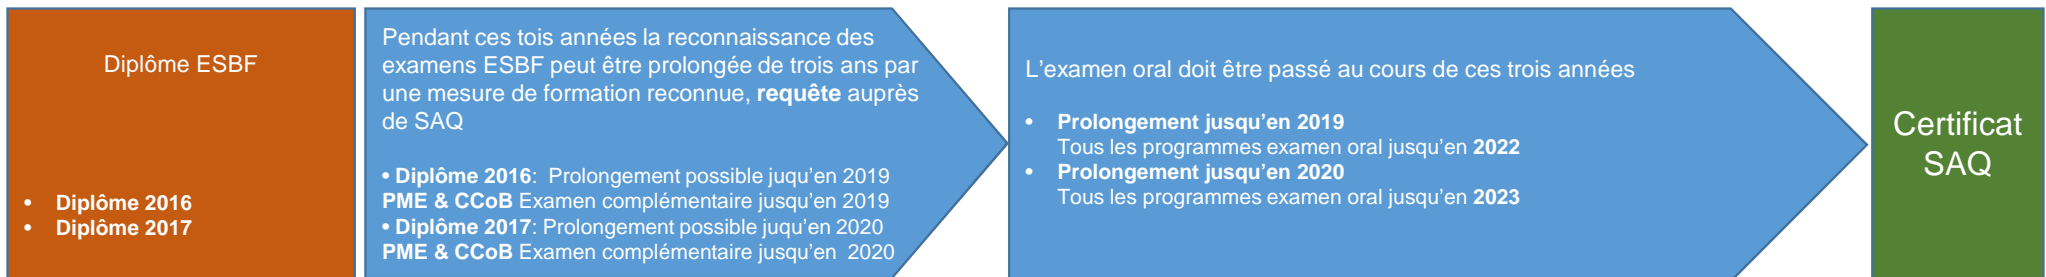 Diplôme ESBF
• Diplôme 2016
• Diplôme 2017
Pendant ces tois années la reconnaissance des
examens ESBF peut être prolongée de trois ans par
une mesure de formation reconnue, requête auprès
de SAQ
• Diplôme 2016: Prolongement possible juqu’en 2019
PME & CCoB Examen complémentaire jusqu’en 2019
• Diplôme 2017: Prolongement possible juqu’en 2020
PME & CCoB Examen complémentaire jusqu’en 2020
L’examen oral doit être passé au cours de ces trois années
• Prolongement jusqu’en 2019
Tous les programmes examen oral jusqu’en 2022
• Prolongement jusqu’en 2020
Tous les programmes examen oral jusqu’en 2023
Certificat
SAQ